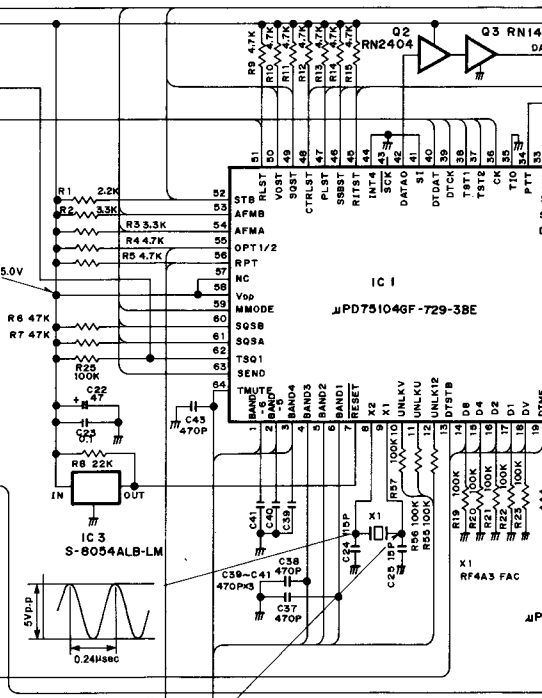 Q2
Q3 RN14
RN2404
DA
R9 4.7K
R10 4.7K
R11 4.7K
R12 4.7K
R13 4.7K
R14 4.7K
R15 4.7K
51 50 49 48 47 46 45 44 43 42 41 40 39 38 37 36 35 34 33
RLST
VOST
SQST
CTRLST
PLST
SSBST
RITST
INT4
SCK
DATAO
SI
DTDAT
DTCK
TST1
TST2
CK
TIO
PTT
R1 2.2K
R2 3.3K
R3 3.3K
R4 4.7K
R5 4.7K
5.0V
R6 47K
R7 47K
R25
100K
C22
+ 47
C23
0.1
R8 22K
IN
OUT
IC3
S-8054ALB-LM
52 STB
53 AFMB
54 AFMA
55 OPT1/2
56 RPT
57 NC
58 VDD
59 MMODE
60 SQSB
61 SQSA
62 TSQ1
63 SEND
64 TMUTE
IC1
μPD75104GF-729-3BE
C43
470P
BAND-6
BAND-5
BAND4
BAND3
BAND2
BAND1
RESET
X2
X1
UNLKV
UNLKU
UNLK12
DTSTB
D8
D4
D2
D1
DV
DTME
1 2 3 4 5 6 7 8 9 10 11 12 13 14 15 16 17 18 19
R57 100K
R56 100K
R55 100K
R19 100K
R20 100K
R21 100K
R22 100K
R23 100K
C41
C40
C39
C24 15P
X1
C25 15P
C39~C41
470P×3
C38
470P
C37
470P
X1
RF4A3 FAC
5Vp.p
0.24μsec
μP